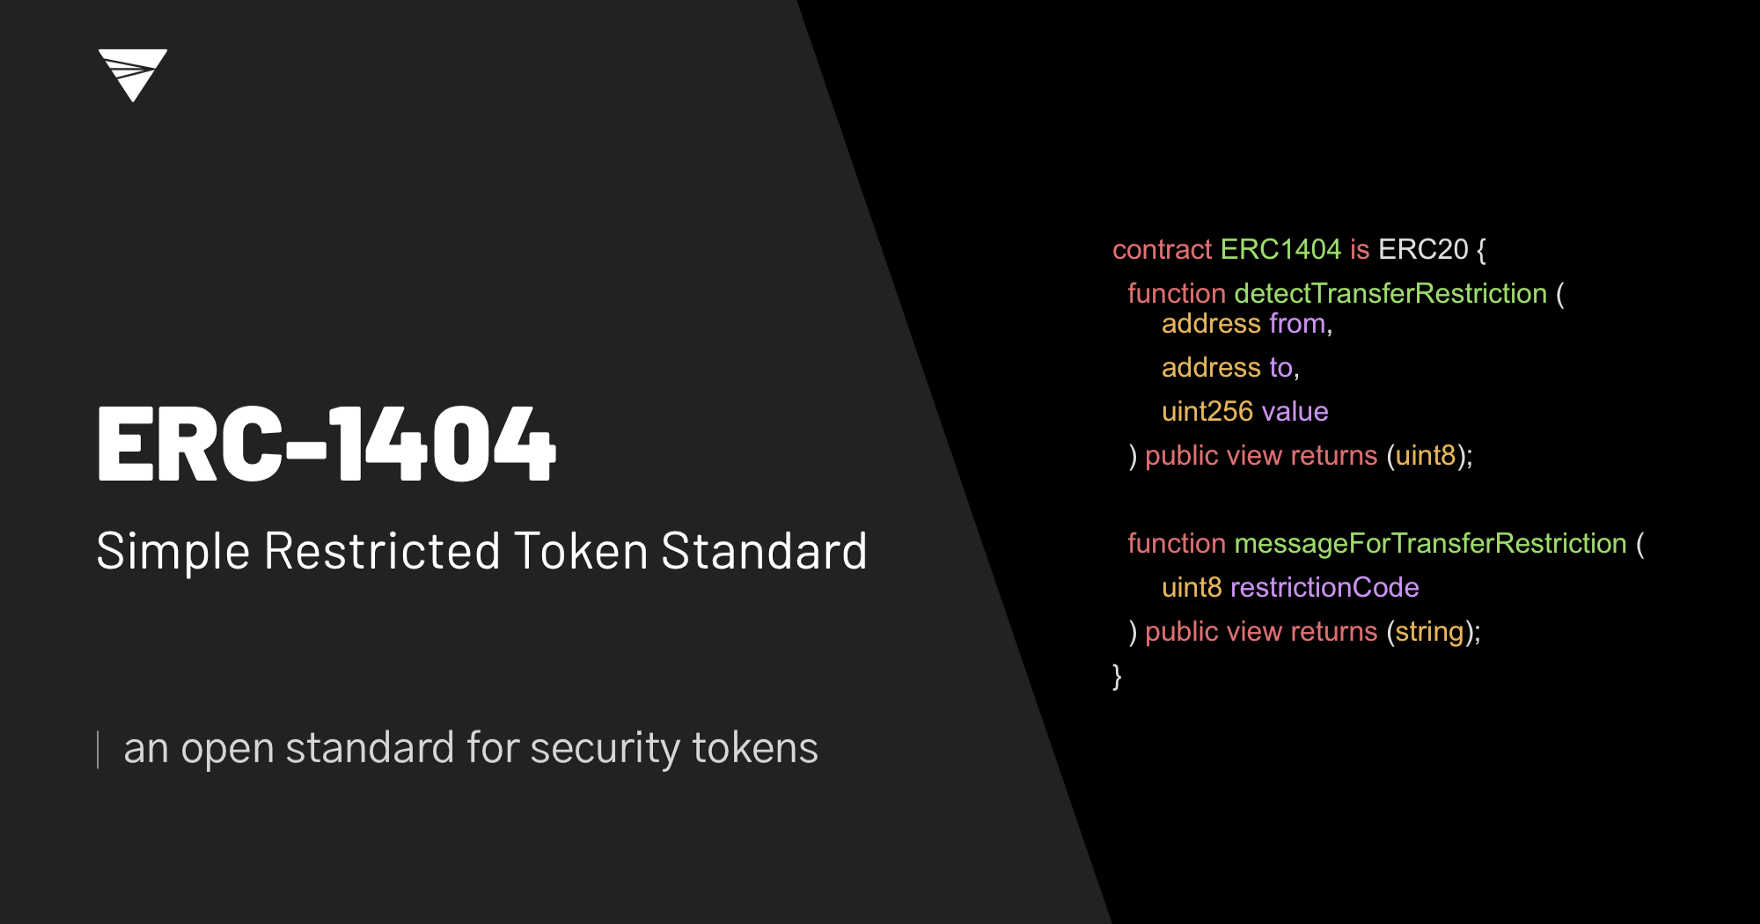 ERC-1404
Simple Restricted Token Standard
an open standard for security tokens
contract ERC1404 is ERC20 {
function detectTransferRestriction (
address from,
address to,
uint256 value
) public view returns (uint8);
function messageForTransferRestriction (
uint8 restrictionCode
) public view returns (string);
}